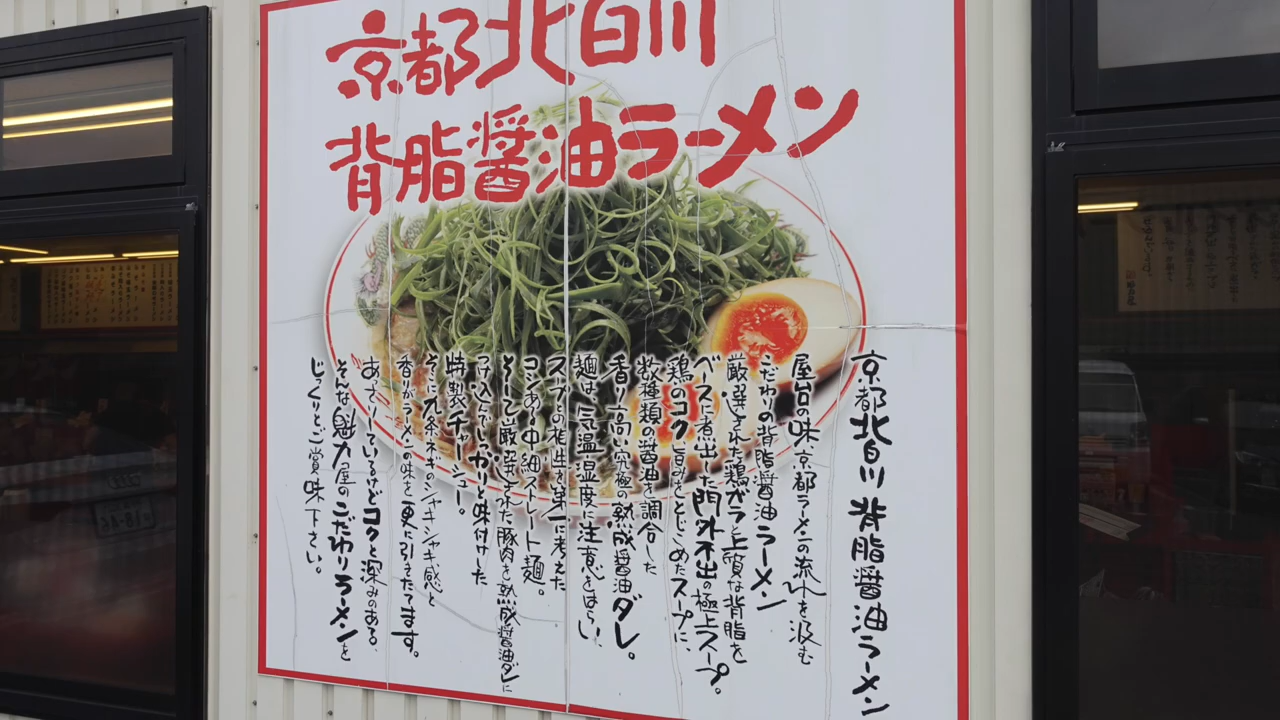 京都北白川
背脂醤油ラーメン
京都北白川 背脂醤油ラーメン
屋台の味、京都ラーメンの流れを汲む
こだわりの背脂醤油ラーメン
厳選された鶏ガラと上質な背脂を
ベースに煮出した門外不出の極上スープ。
鶏のコク、旨みをとじこめたスープに、
数種類の醤油を調合した
香り高い究極の熟成醤油ダレ。
麺は、気温湿度に注意をはらい、
スープとの相性を第一に考えた
コシあり中細ストレート麺。
そして厳選された豚肉を熟成醤油ダレに
つけ込んでしっかりと味付けした
特製チャーシュー。
そこに九条ネギのシャキシャキ感と
香りがラーメンの味を更に引きたてます。
あっさりしているけどコクと深みのある、
そんな魁力屋のこだわりラーメンを
じっくりとご賞味下さい。